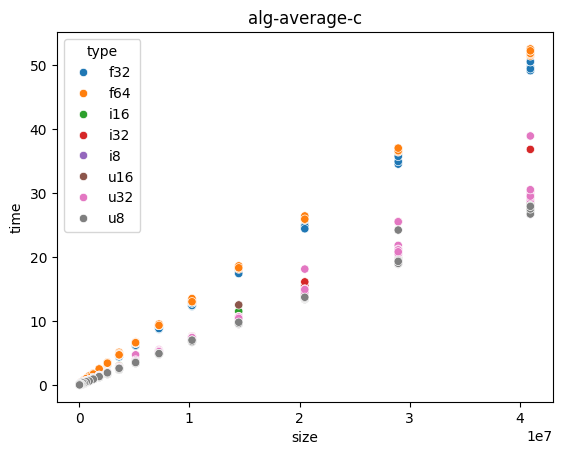 alg-average-c
type
f32
f64
i16
i32
i8
u16
u32
u8
time
50
40
30
20
10
0
0
1
2
3
4
1e7
size